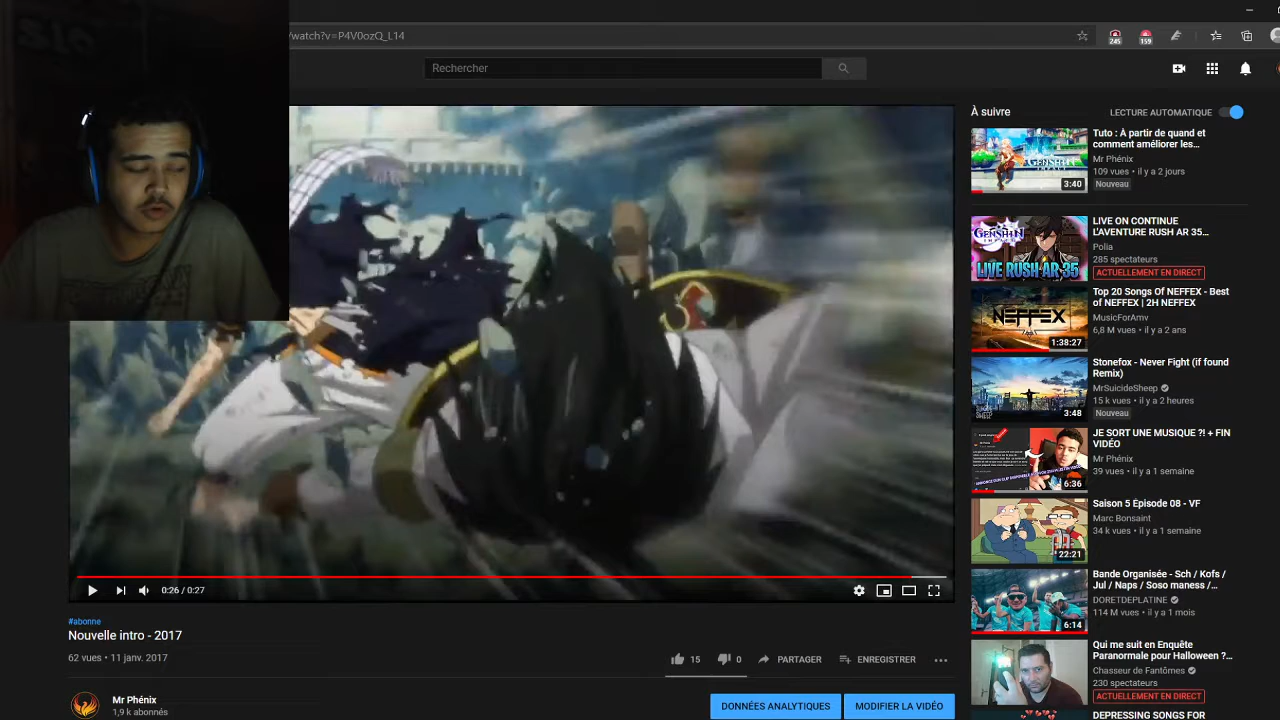 /watch?v=P4V0ozQ_L14
245
159
Rechercher
0:26 / 0:27
#abonne
Nouvelle intro - 2017
62 vues • 11 janv. 2017
15
0
PARTAGER
ENREGISTRER
Mr Phénix
1,9 k abonnés
DONNÉES ANALYTIQUES
MODIFIER LA VIDÉO
À suivre
LECTURE AUTOMATIQUE
GENSHIN
IMPACT
3:40
Tuto : À partir de quand et
comment améliorer les...
Mr Phénix
109 vues • il y a 2 jours
Nouveau
GENSHIN
IMPACT
LIVE RUSH AR 35
LIVE ON CONTINUE
L'AVENTURE RUSH AR 35...
Polia
285 spectateurs
ACTUELLEMENT EN DIRECT
NEFFEX
1:38:27
Top 20 Songs Of NEFFEX - Best
of NEFFEX | 2H NEFFEX
MusicForAmv
6,8 M vues • il y a 2 ans
3:48
Stonefox - Never Fight (if found
Remix)
MrSuicideSheep
15 k vues • il y a 2 heures
Nouveau
6:36
JE SORT UNE MUSIQUE ?! + FIN
VIDÉO
Mr Phénix
39 vues • il y a 1 semaine
22:21
Saison 5 Épisode 08 - VF
Marc Bonsaint
34 k vues • il y a 1 semaine
6:14
Bande Organisée - Sch / Kofs /
Jul / Naps / Soso maness /...
DORETDEPLATINE
114 M vues • il y a 1 mois
Qui me suit en Enquête
Paranormale pour Halloween ?...
Chasseur de Fantômes
230 spectateurs
ACTUELLEMENT EN DIRECT
DEPRESSING SONGS FOR